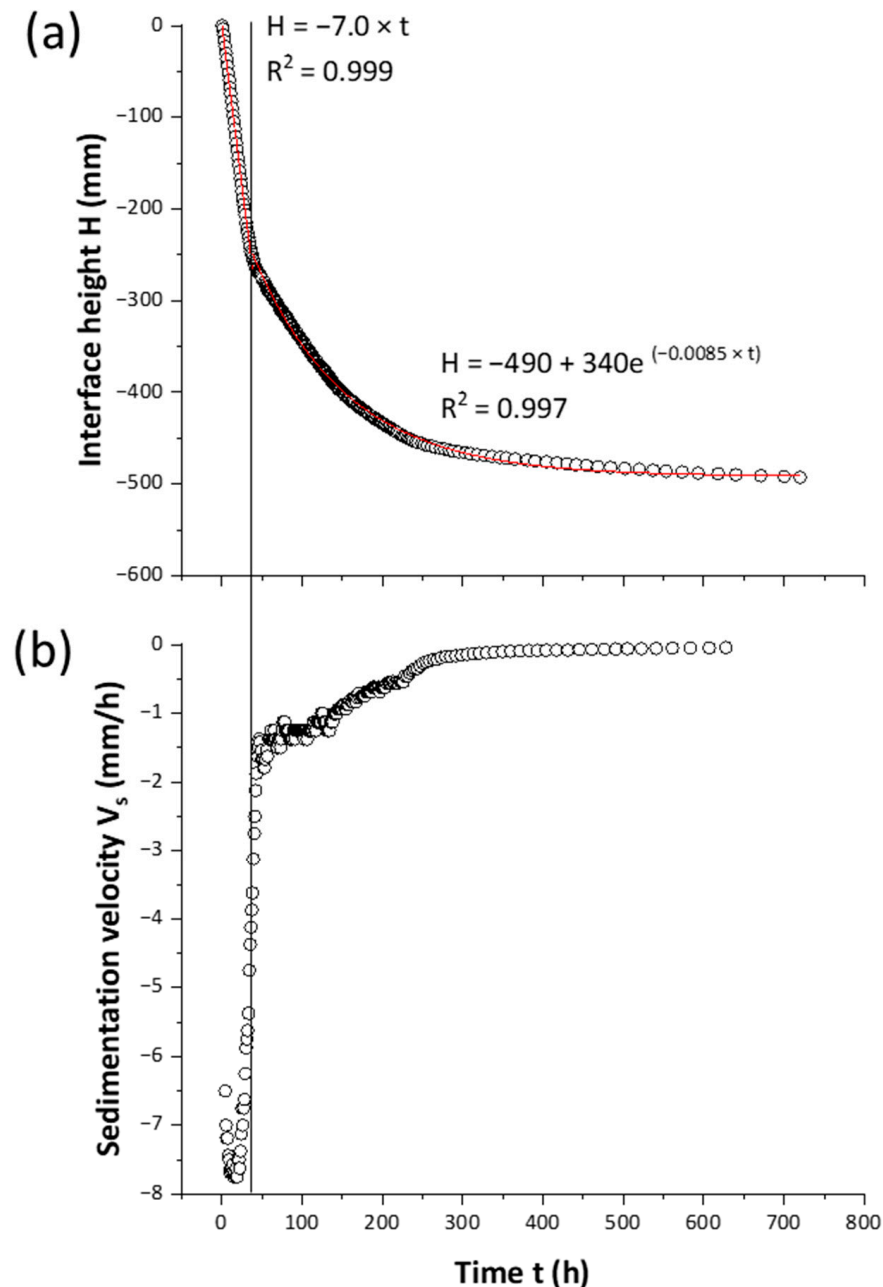 (a)
H = −7.0 × t
R² = 0.999
H = −490 + 340e (−0.0085 × t)
R² = 0.997
Interface height H (mm)
0
−100
−200
−300
−400
−500
−600
(b)
Sedimentation velocity Vs (mm/h)
0
−1
−2
−3
−4
−5
−6
−7
−8
0 100 200 300 400 500 600 700 800
Time t (h)